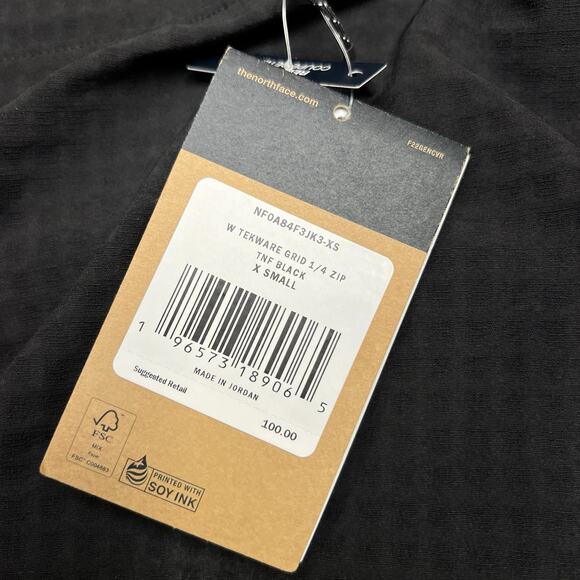 thenorthface.com
F22GENCVR
NF0A84F3JK3-XS
W TEKWARE GRID 1/4 ZIP
TNF BLACK
X SMALL
1 96573 18906 5
MADE IN JORDAN
Suggested Retail
100.00
FSC
MIX
FSC® C004883
PRINTED WITH
SOY INK